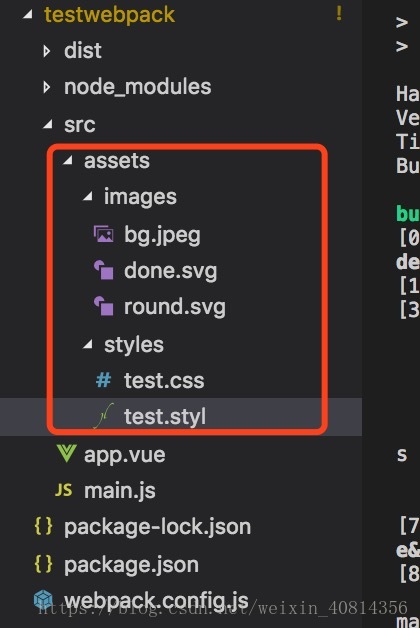 testwebpack !
dist
node_modules
src
assets
images
bg.jpeg
done.svg
round.svg
styles
# test.css
test.styl
app.vue
JS main.js
{ } package-lock.json
{ } package.json
webpack.config.js
https://blog.csdn.net/weixin_40814356
>
>
Ha
Ve
Ti
Bu
bu
[0
de
[1
[3
s
[7
e&
[8
ma